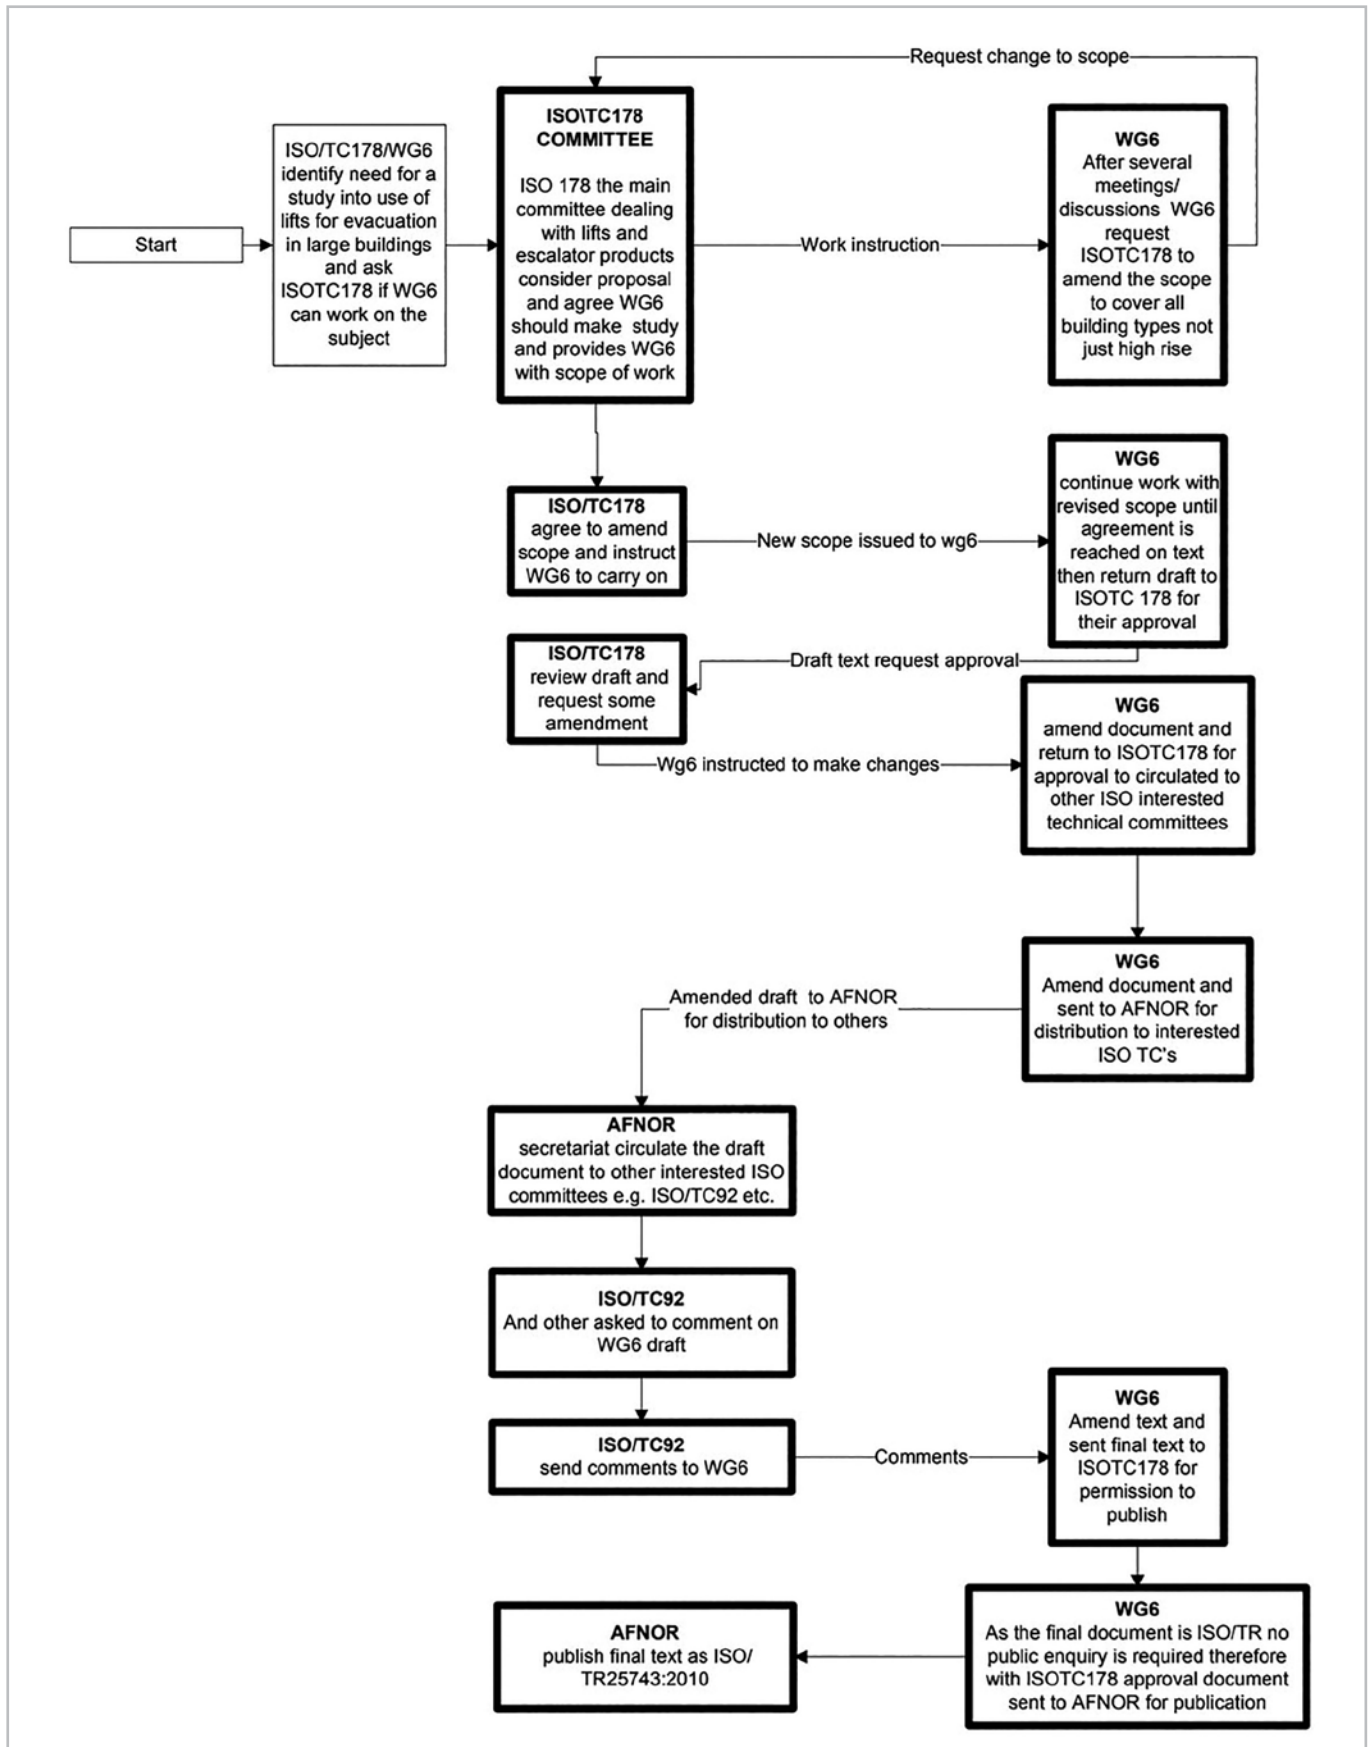 Request change to scope
Start
ISO/TC178/WG6
identify need for a
study into use of
lifts for evacuation
in large buildings
and ask
ISOTC178 if WG6
can work on the
subject
ISO\TC178
COMMITTEE
ISO 178 the main
committee dealing
with lifts and
escalator products
consider proposal
and agree WG6
should make study
and provides WG6
with scope of work
Work instruction
WG6
After several
meetings/
discussions WG6
request
ISOTC178 to
amend the scope
to cover all
building types not
just high rise
ISO/TC178
agree to amend
scope and instruct
WG6 to carry on
New scope issued to wg6
WG6
continue work with
revised scope until
agreement is
reached on text
then return draft to
ISOTC 178 for
their approval
Draft text request approval
ISO/TC178
review draft and
request some
amendment
Wg6 instructed to make changes
WG6
amend document and
return to ISOTC178 for
approval to circulated to
other ISO interested
technical committees
WG6
Amend document and
sent to AFNOR for
distribution to interested
ISO TC's
Amended draft to AFNOR
for distribution to others
AFNOR
secretariat circulate the draft
document to other interested ISO
committees e.g. ISO/TC92 etc.
ISO/TC92
And other asked to comment on
WG6 draft
ISO/TC92
send comments to WG6
Comments
WG6
Amend text and
sent final text to
ISOTC178 for
permission to
publish
WG6
As the final document is ISO/TR no
public enquiry is required therefore
with ISOTC178 approval document
sent to AFNOR for publication
AFNOR
publish final text as ISO/
TR25743:2010